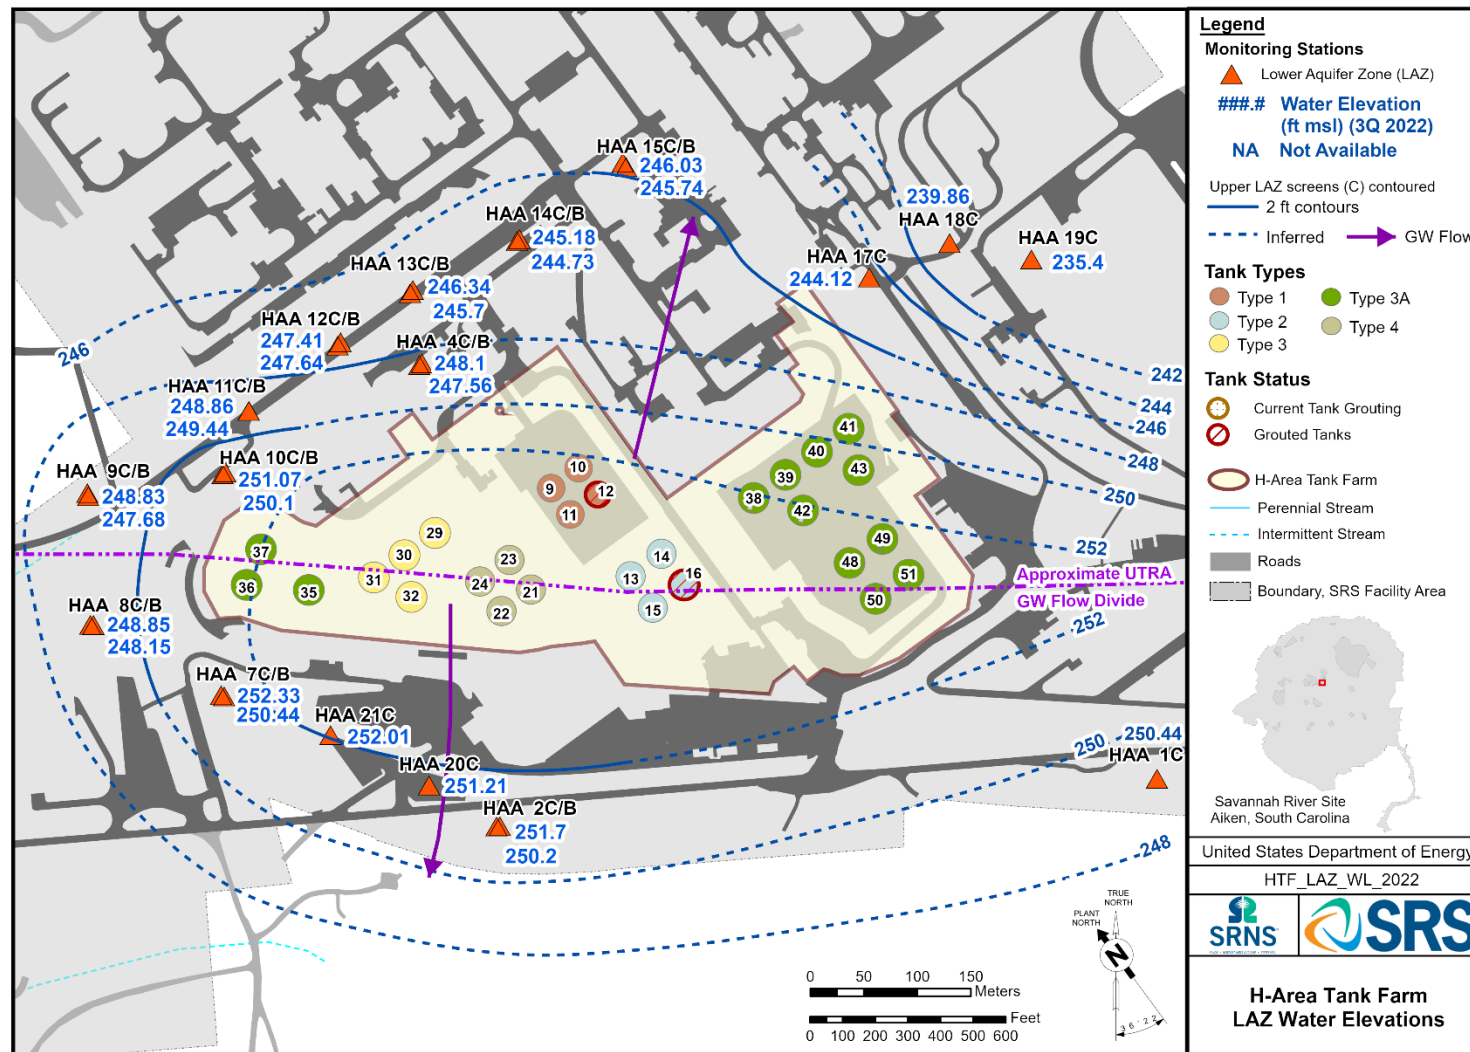 HAA 15C/B
246.03
245.74
HAA 14C/B
245.18
244.73
HAA 13C/B
246.34
245.7
HAA 12C/B
247.41
247.64
HAA 4C/B
248.1
247.56
HAA 11C/B
248.86
249.44
HAA 10C/B
251.07
250.1
HAA 9C/B
248.83
247.68
HAA 8C/B
248.85
248.15
HAA 7C/B
252.33
250.44
HAA 21C
252.01
HAA 20C
251.21
HAA 2C/B
251.7
250.2
239.86
HAA 18C
HAA 19C
235.4
HAA 17C
244.12
250.44
HAA 1C
246
242
244
246
248
250
252
252
250
248
9
10
11
12
13
14
15
16
21
22
23
24
29
30
31
32
35
36
37
38
39
40
41
42
43
48
49
50
51
Approximate UTRA
GW Flow Divide
TRUE
NORTH
PLANT
NORTH
N
36°22'
0 50 100 150
Meters
Feet
0 100 200 300 400 500 600
Legend
Monitoring Stations
Lower Aquifer Zone (LAZ)
###.# Water Elevation
(ft msl) (3Q 2022)
NA Not Available
Upper LAZ screens (C) contoured
2 ft contours
Inferred GW Flow
Tank Types
Type 1 Type 3A
Type 2 Type 4
Type 3
Tank Status
Current Tank Grouting
Grouted Tanks
H-Area Tank Farm
Perennial Stream
Intermittent Stream
Roads
Boundary, SRS Facility Area
Savannah River Site
Aiken, South Carolina
United States Department of Energy
HTF_LAZ_WL_2022
SRNS
SRS
H-Area Tank Farm
LAZ Water Elevations